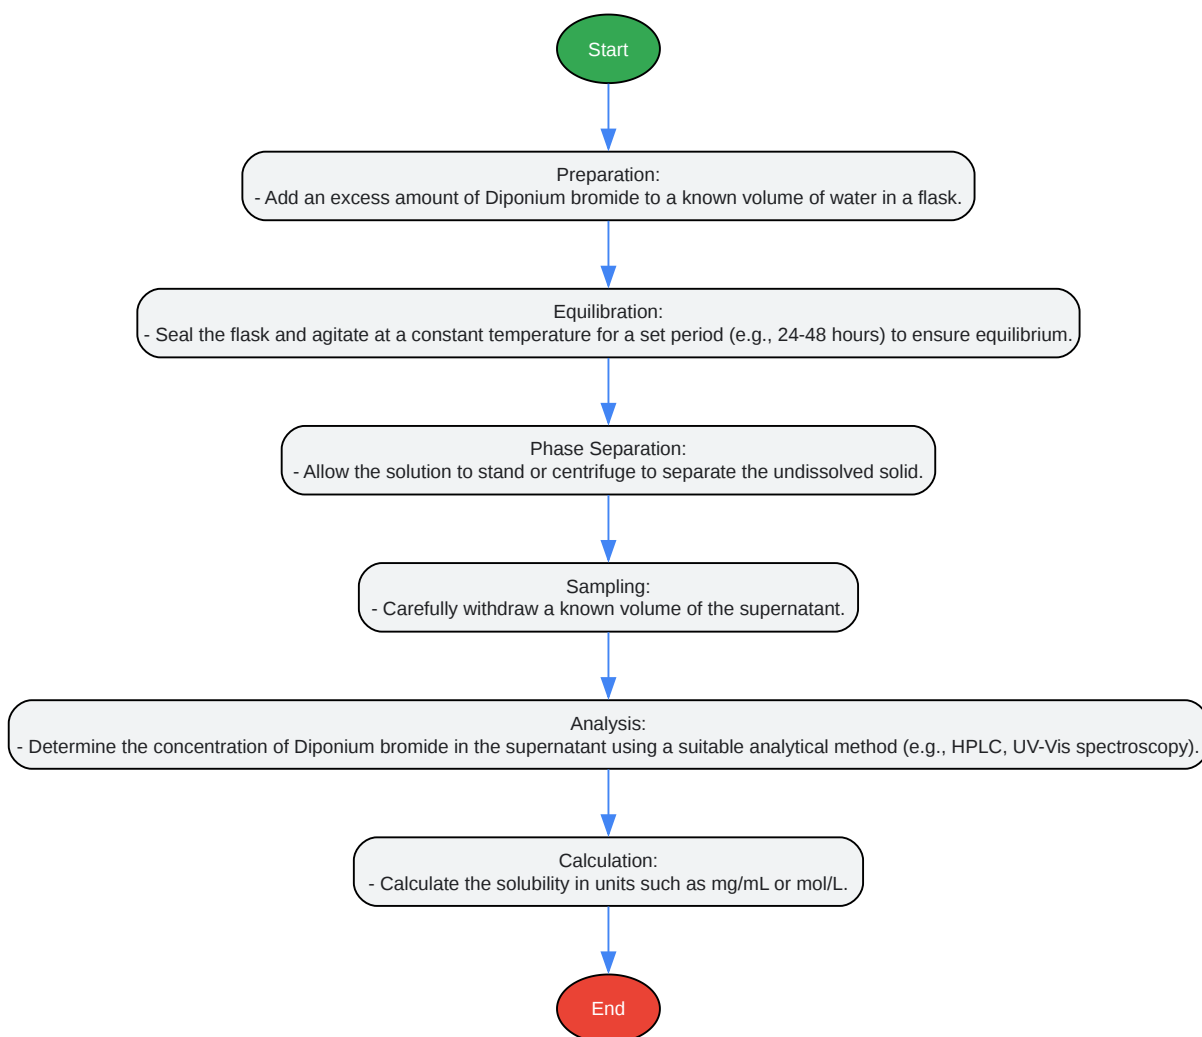 Start
Preparation:
- Add an excess amount of Diponium bromide to a known volume of water in a flask.
Equilibration:
- Seal the flask and agitate at a constant temperature for a set period (e.g., 24-48 hours) to ensure equilibrium.
Phase Separation:
- Allow the solution to stand or centrifuge to separate the undissolved solid.
Sampling:
- Carefully withdraw a known volume of the supernatant.
Analysis:
- Determine the concentration of Diponium bromide in the supernatant using a suitable analytical method (e.g., HPLC, UV-Vis spectroscopy).
Calculation:
- Calculate the solubility in units such as mg/mL or mol/L.
End